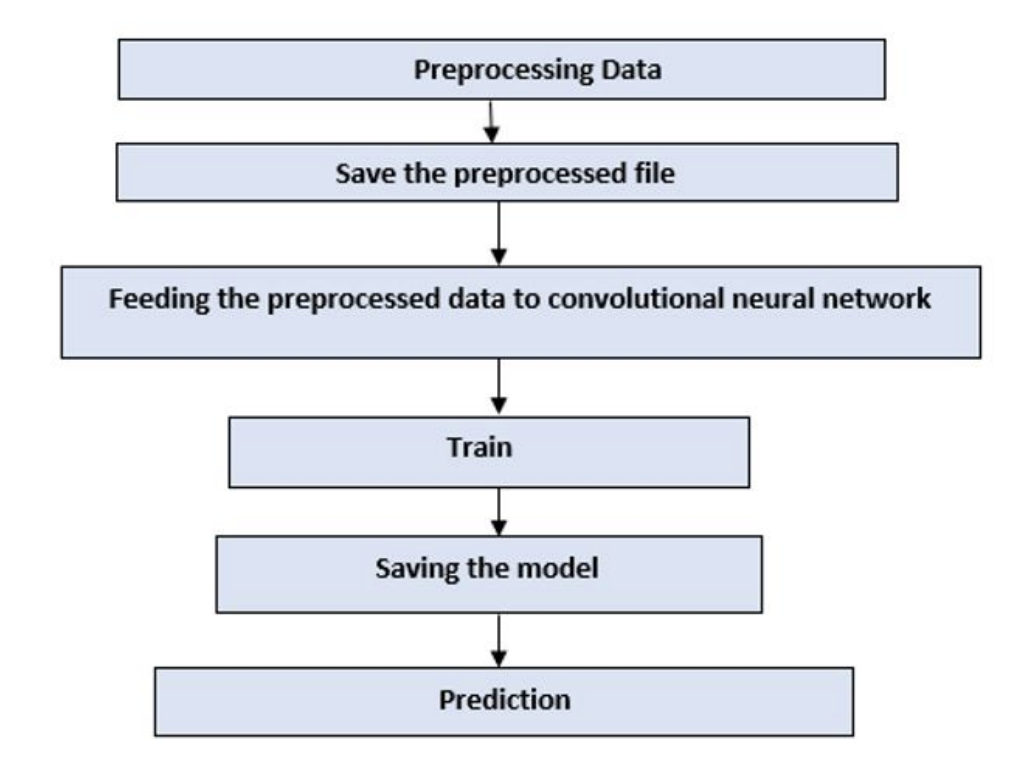 Preprocessing Data
Save the preprocessed file
Feeding the preprocessed data to convolutional neural network
Train
Saving the model
Prediction